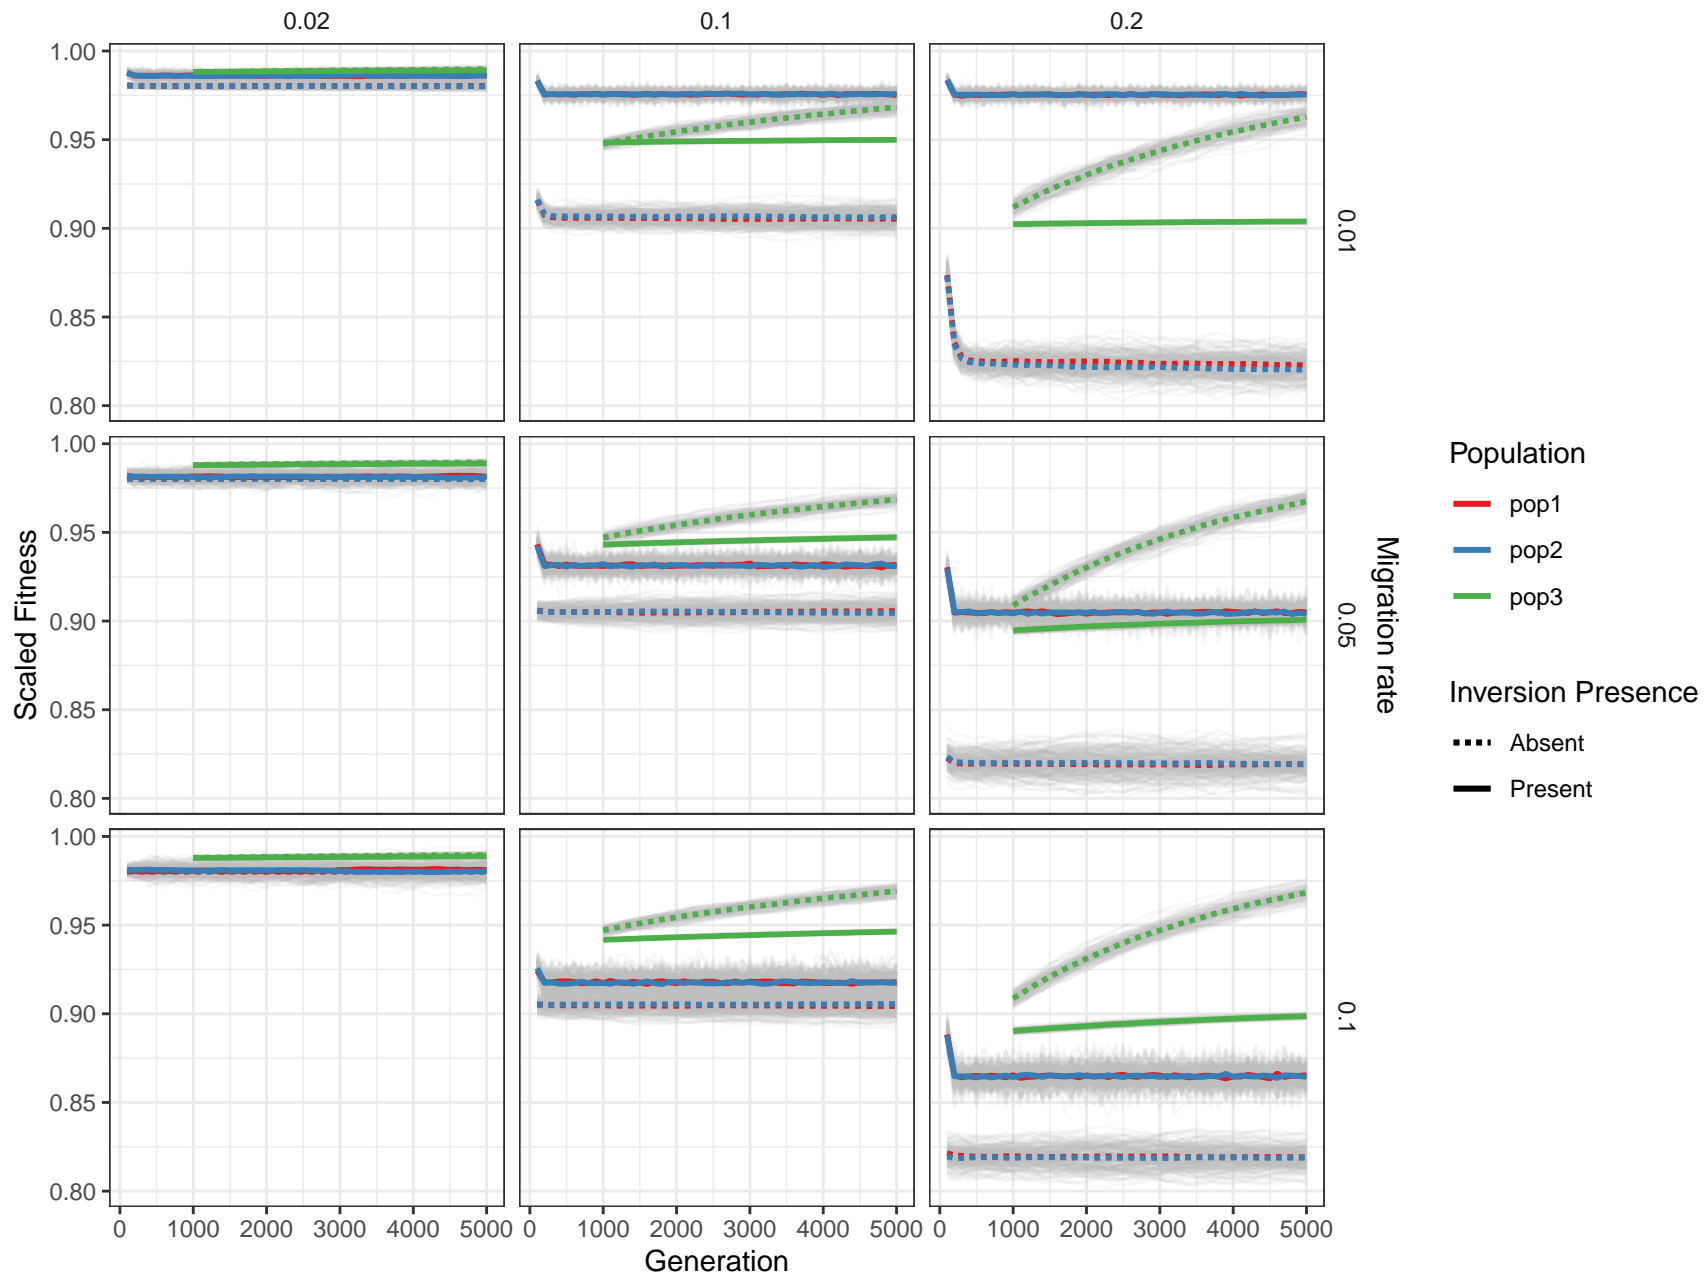 0.02 0.1 0.2
1.00
0.95
0.90
0.85
0.80
0.01
1.00
0.95
0.90
0.85
0.80
0.05
1.00
0.95
0.90
0.85
0.80
0.1
Scaled Fitness
Migration rate
0 1000 2000 3000 4000 5000 0 1000 2000 3000 4000 5000 0 1000 2000 3000 4000 5000
Generation
Population
pop1
pop2
pop3
Inversion Presence
Absent
Present